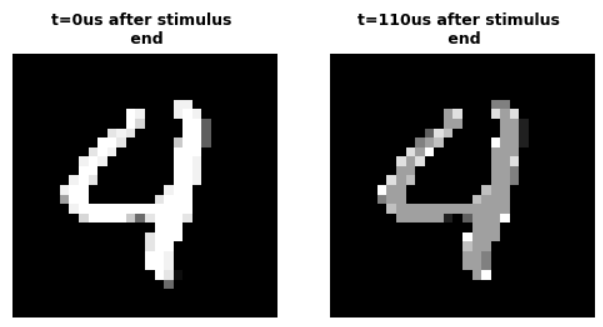 t=0us after stimulus
end
t=110us after stimulus
end
4
4